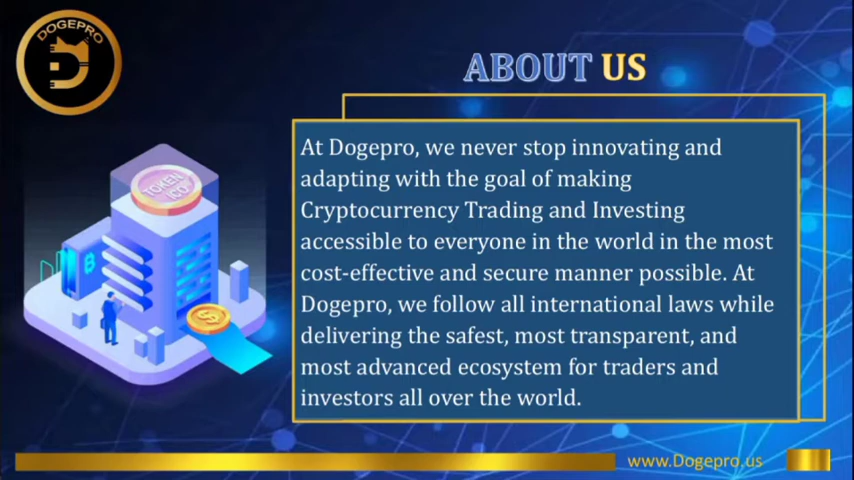 DOGEPRO
ABOUT US
At Dogepro, we never stop innovating and
adapting with the goal of making
Cryptocurrency Trading and Investing
accessible to everyone in the world in the most
cost-effective and secure manner possible. At
Dogepro, we follow all international laws while
delivering the safest, most transparent, and
most advanced ecosystem for traders and
investors all over the world.
TOKEN
ICO
www.Dogepro.us